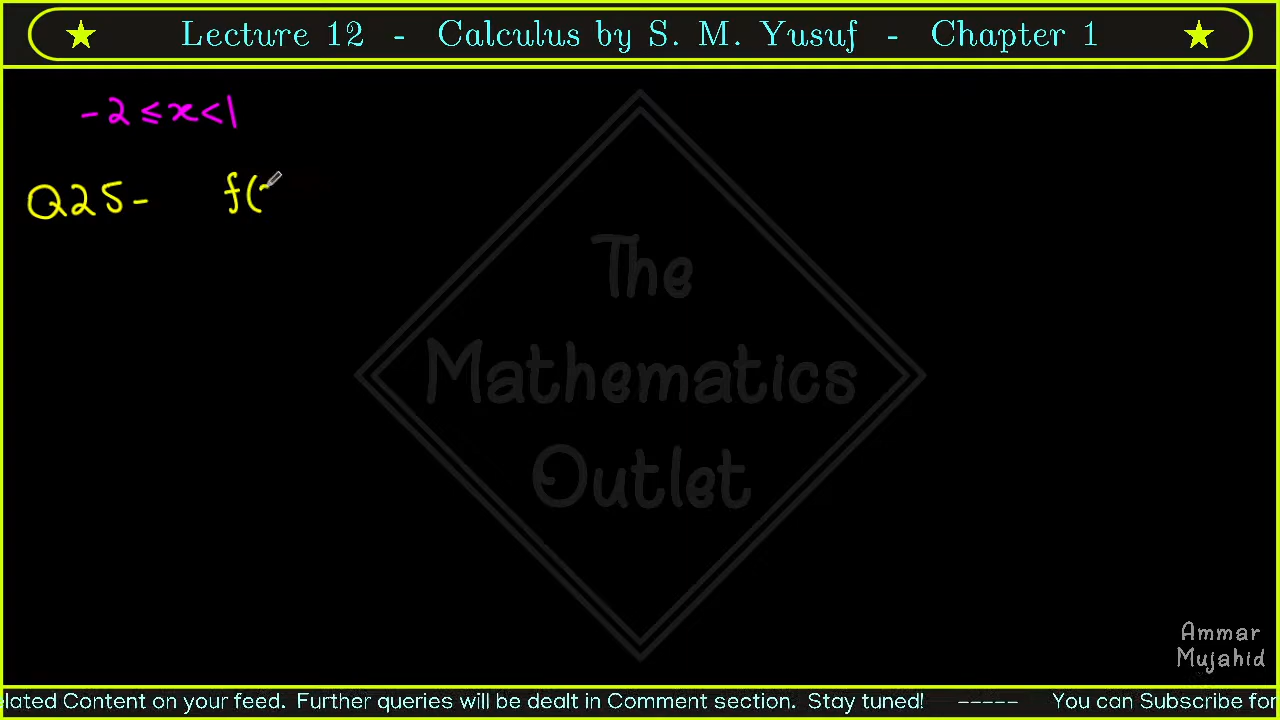 ★ Lecture 12 - Calculus by S. M. Yusuf - Chapter 1 ★
-2 ≤ x < 1
Q25- f(
The
Mathematics
Outlet
Ammar
Mujahid
lated Content on your feed. Further queries will be dealt in Comment section. Stay tuned! ----- You can Subscribe for